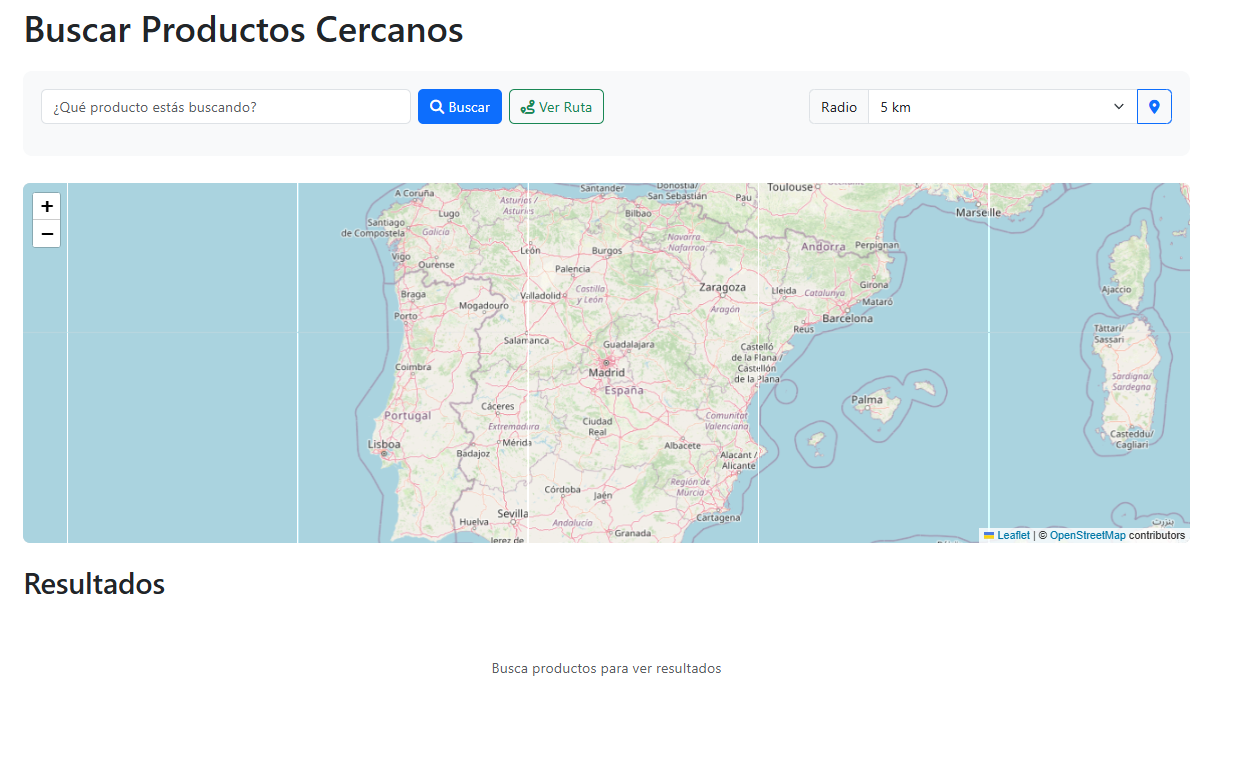 Buscar Productos Cercanos
¿Qué producto estás buscando?
Buscar
Ver Ruta
Radio
5 km
+
−
A Coruña
Lugo
Santiago
de Compostela
Galicia
Vigo
Ourense
Asturias /
Asturies
Santander
Donostia/
San Sebastián
Bilbao
Pau
Toulouse
Marseille
León
Burgos
Navarra
Nafarroa
Andorra
Perpignan
Palencia
Braga
Porto
Mogadouro
Valladolid
Castilla
y León
Zaragoza
Aragón
Lleida
Catalunya
Girona
Mataró
Barcelona
Reus
Ajaccio
Salamanca
Guadalajara
Madrid
España
Castelló
de la Plana /
Castellón
de la Plana
Tàttari/
Sassari
Sardigna/
Sardegna
Coimbra
Portugal
Cáceres
Extremadura
Mérida
Badajoz
Lisboa
Ciudad
Real
Albacete
Comunitat
Valenciana
Alacant /
Alicante
Palma
Casteddu/
Cagliari
Córdoba
Jaén
Región de
Murcia
Cartagena
Sevilla
Huelva
Andalucía
Granada
Jerez de
بنزرت
Leaflet | © OpenStreetMap contributors
Resultados
Busca productos para ver resultados